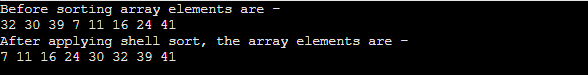 Before sorting array elements are -
32 30 39 7 11 16 24 41
After applying shell sort, the array elements are -
7 11 16 24 30 32 39 41